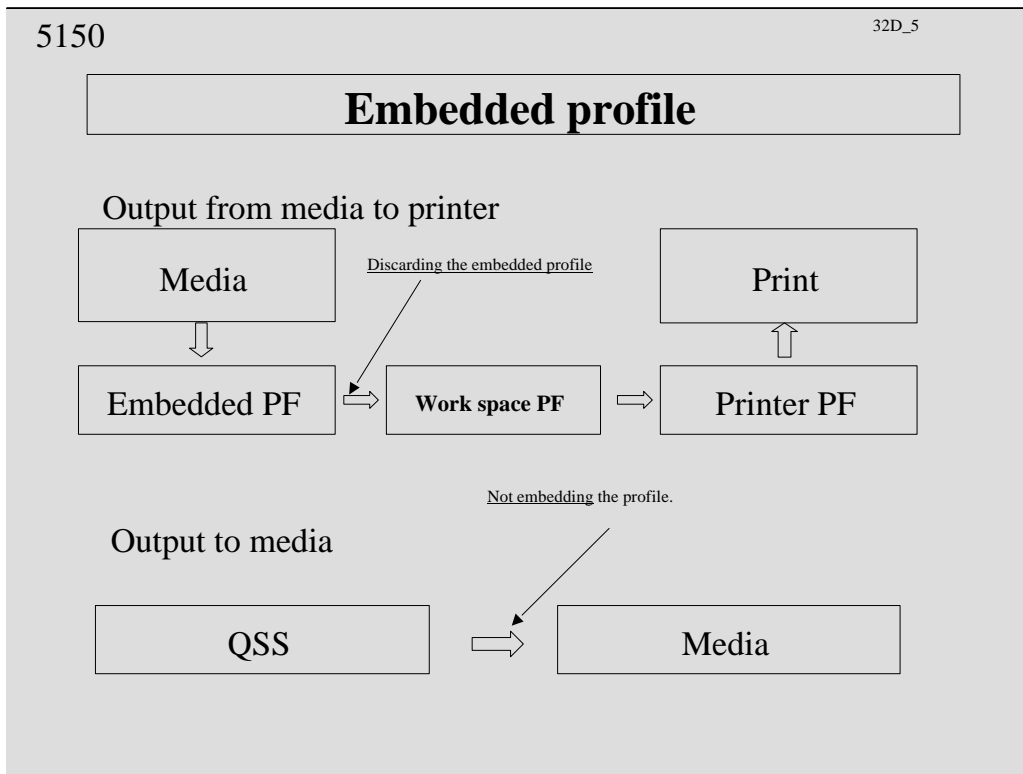 5150
32D_5
Embedded profile
Output from media to printer
Media
Discarding the embedded profile
Print
Embedded PF
Work space PF
Printer PF
Not embedding the profile.
Output to media
QSS
Media